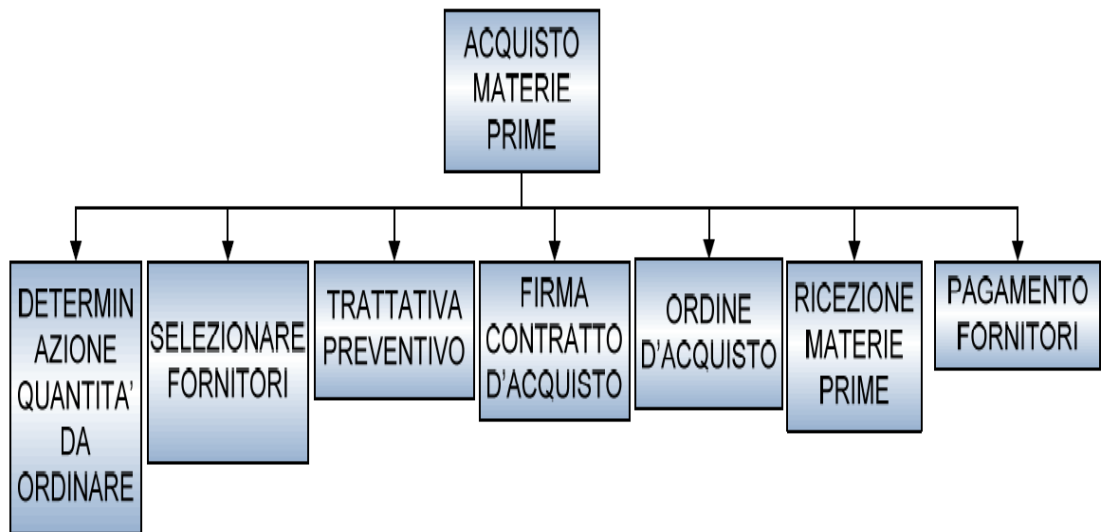 ACQUISTO
MATERIE
PRIME
DETERMIN
AZIONE
QUANTITA'
DA
ORDINARE
SELEZIONARE
FORNITORI
TRATTATIVA
PREVENTIVO
FIRMA
CONTRATTO
D'ACQUISTO
ORDINE
D'ACQUISTO
RICEZIONE
MATERIE
PRIME
PAGAMENTO
FORNITORI